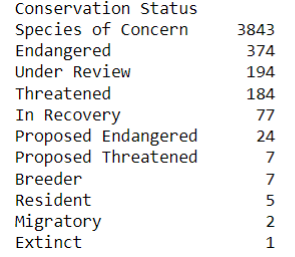 Conservation Status
Species of Concern 3843
Endangered 374
Under Review 194
Threatened 184
In Recovery 77
Proposed Endangered 24
Proposed Threatened 7
Breeder 7
Resident 5
Migratory 2
Extinct 1